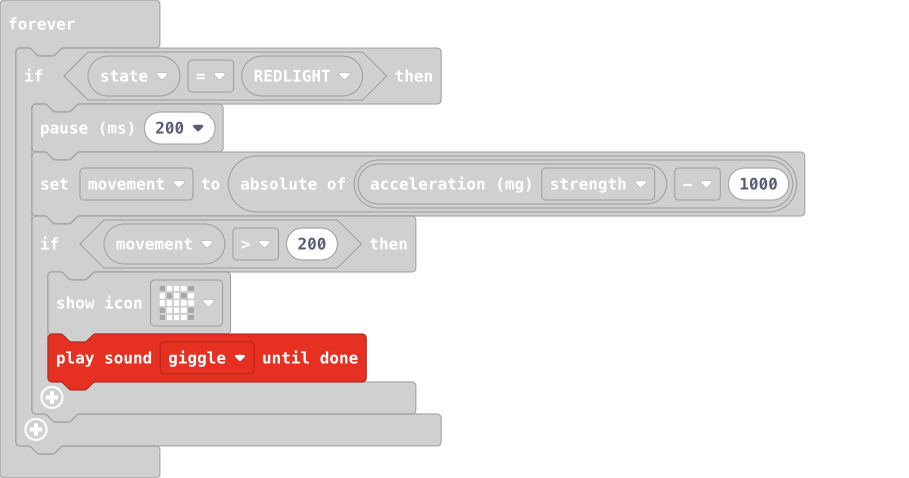 forever
if state = REDLIGHT then
pause (ms) 200
set movement to absolute of acceleration (mg) strength - 1000
if movement > 200 then
show icon
play sound giggle until done